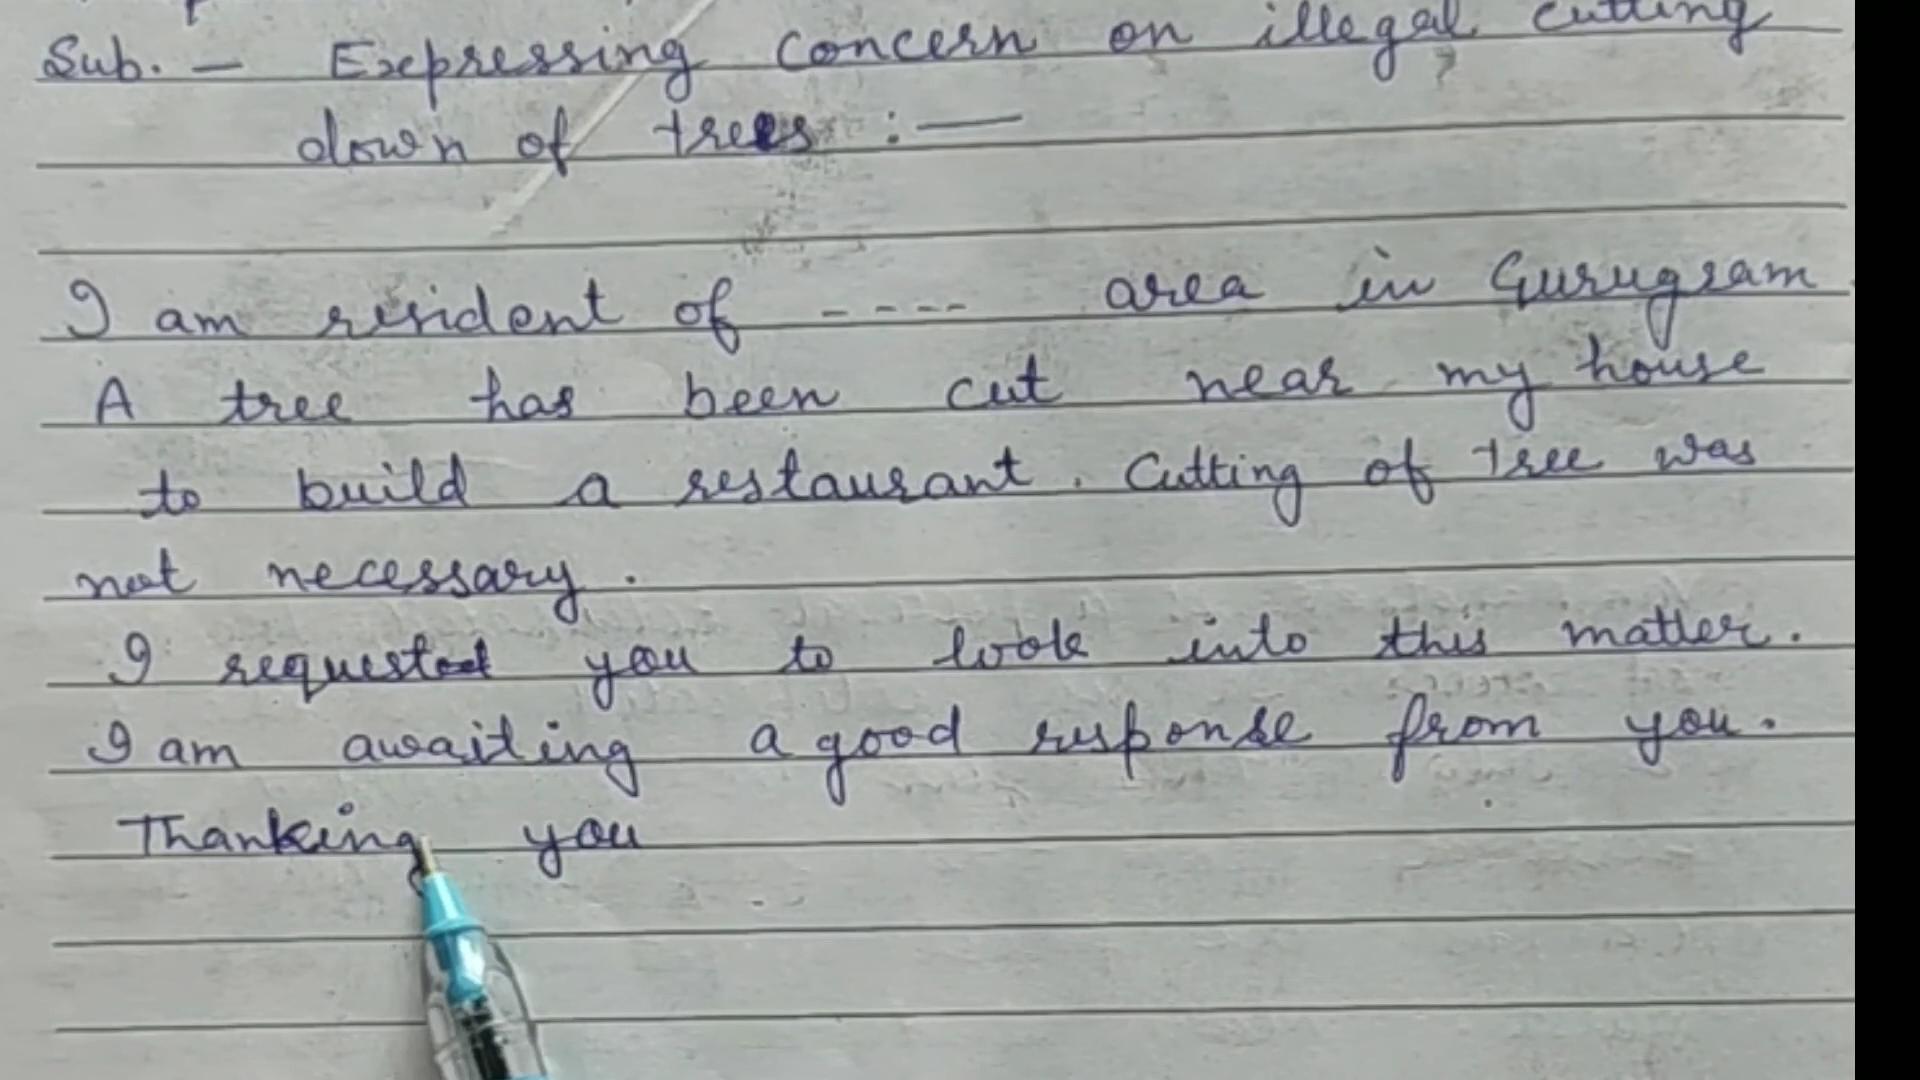 Sub. - Expressing Concern on illegal cutting
down of trees :-
I am resident of ---- area in Gurugram
A tree has been cut near my house
to build a restaurant. Cutting of tree was
not necessary.
I requested you to look into this matter.
I am awaiting a good response from you.
Thanking you